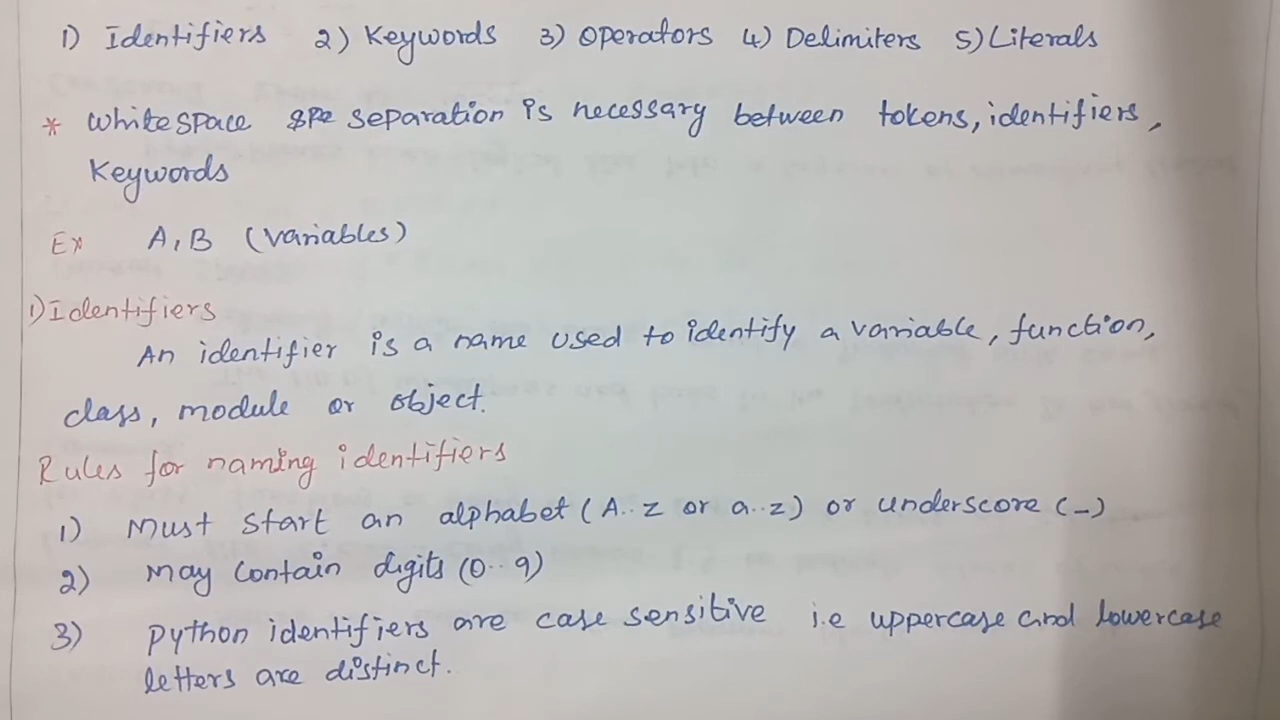 1) Identifiers 2) Keywords 3) Operators 4) Delimiters 5) Literals
* Whitespace spe separation is necessary between tokens, identifiers,
Keywords
Ex A, B (variables)
1) Identifiers
An identifier is a name used to identify a variable, function,
class, module or object.
Rules for naming identifiers
1) Must start an alphabet (A..Z or a..z) or underscore (-)
2) May contain digits (0..9)
3) python identifiers are case sensitive i.e uppercase and lowercase
letters are distinct.